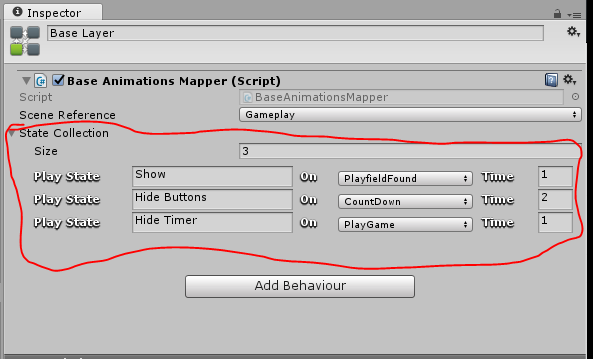 Inspector
Base Layer
Base Animations Mapper (Script)
Script BaseAnimationsMapper
Scene Reference Gameplay
State Collection
Size 3
Play State Show On PlayfieldFound Time 1
Play State Hide Buttons On CountDown Time 2
Play State Hide Timer On PlayGame Time 1
Add Behaviour